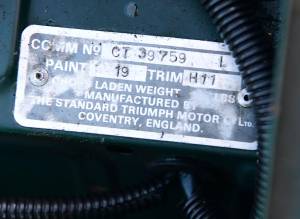 COMM No CT 39759 L
PAINT 19 TRIM H11
LBS
LADEN WEIGHT
MANUFACTURED BY
THE STANDARD TRIUMPH MOTOR Co LTD.
COVENTRY, ENGLAND.